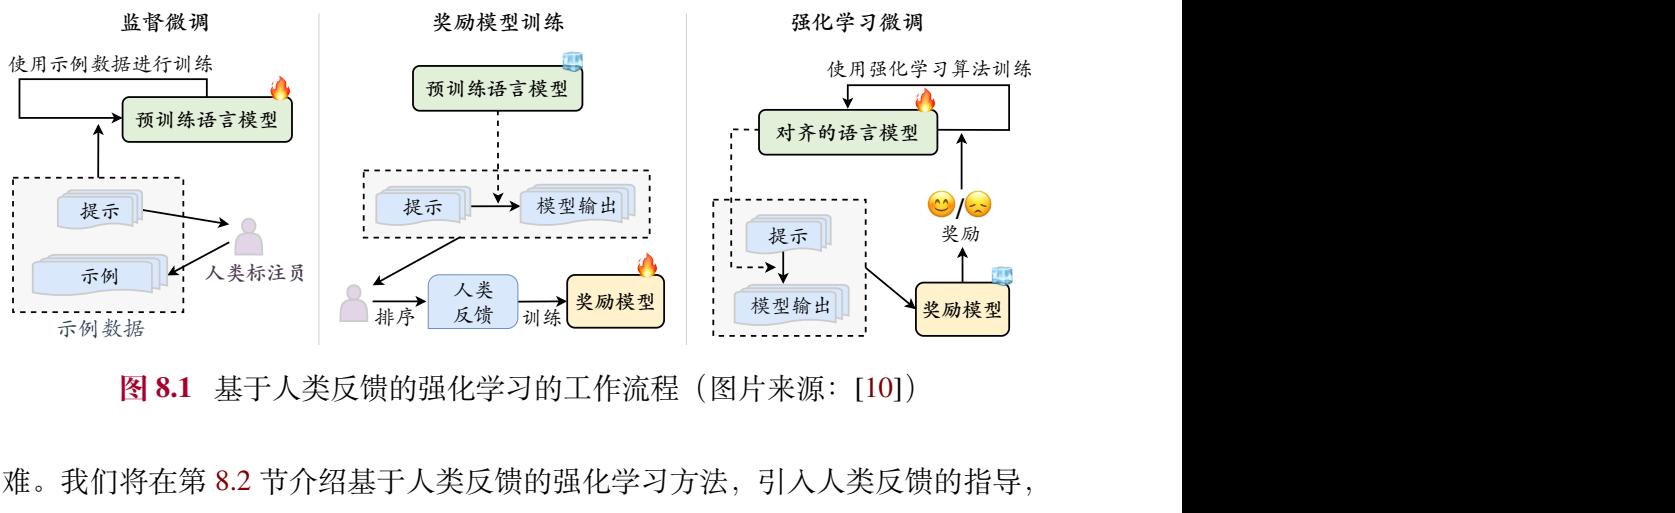 监督微调
使用示例数据进行训练
预训练语言模型
提示
示例
人类标注员
示例数据
奖励模型训练
预训练语言模型
提示
模型输出
排序
人类
反馈
训练
奖励模型
强化学习微调
使用强化学习算法训练
对齐的语言模型
提示
模型输出
/
奖励
奖励模型
图 8.1 基于人类反馈的强化学习的工作流程（图片来源：[10]）
难。我们将在第 8.2 节介绍基于人类反馈的强化学习方法，引入人类反馈的指导，